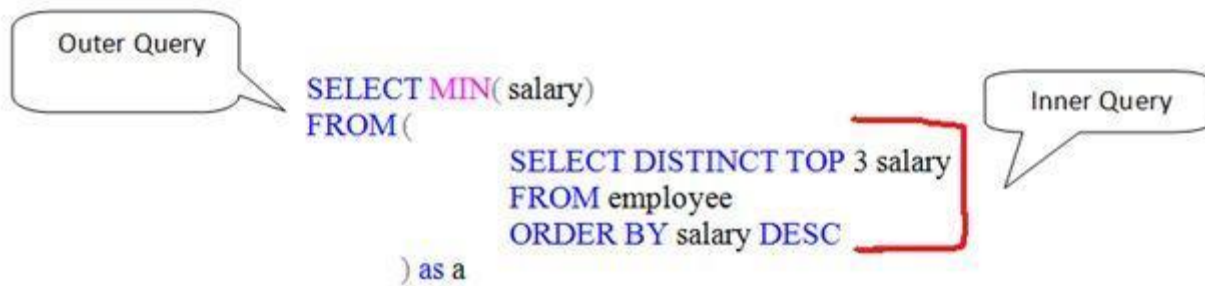 Outer Query
SELECT MIN( salary)
FROM (
Inner Query
SELECT DISTINCT TOP 3 salary
FROM employee
ORDER BY salary DESC
) as a